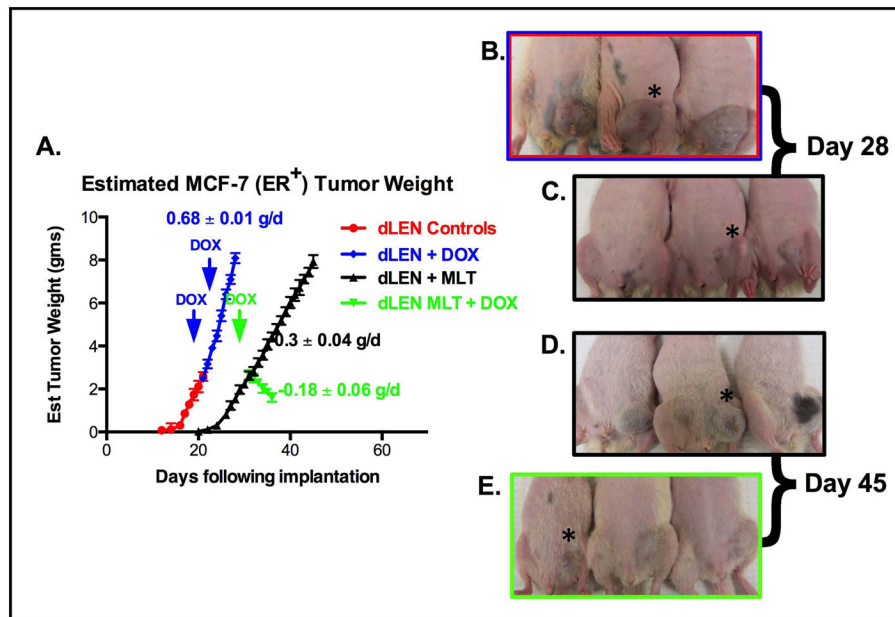 A.
Estimated MCF-7 (ER+) Tumor Weight
Est Tumor Weight (gms)
10
8
6
4
2
0
0.68 ± 0.01 g/d
DOX
DOX
DOX
0.3 ± 0.04 g/d
-0.18 ± 0.06 g/d
dLEN Controls
dLEN + DOX
dLEN + MLT
dLEN MLT + DOX
0
20
40
60
Days following implantation
B.
*
C.
*
Day 28
D.
*
E.
*
Day 45